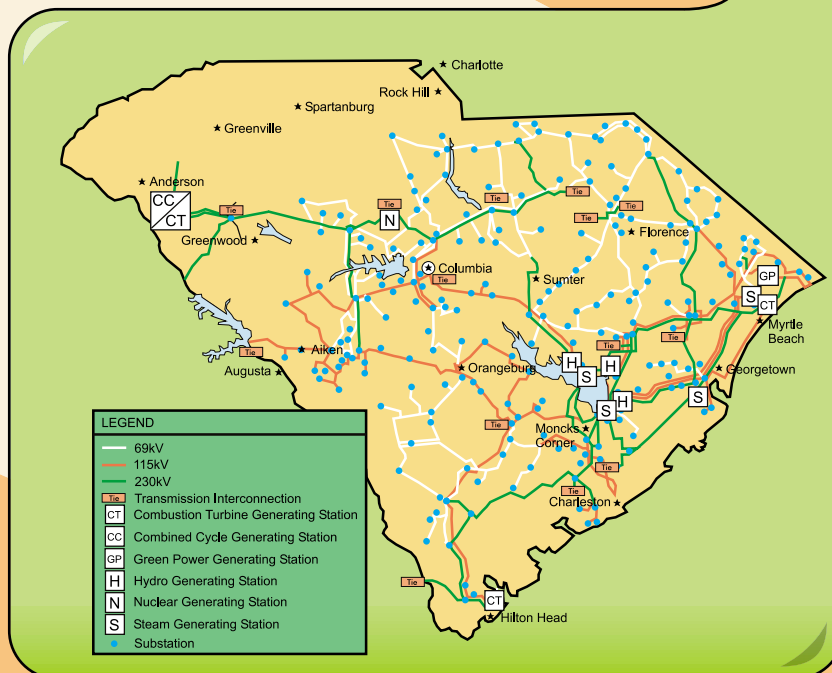 Charlotte
Rock Hill
Spartanburg
Greenville
Anderson
CC
CT
Tie
Greenwood
Tie
N
Tie
Tie
Tie
Tie
Florence
Columbia
Tie
Sumter
GP
S
CT
Myrtle
Beach
Tie
Tie
Aiken
Augusta
Tie
Orangeburg
H
H
S
Georgetown
S
H
S
Tie
Moncks
Corner
Tie
Tie
Charleston
Tie
CT
Hilton Head
LEGEND
69kV
115kV
230kV
Tie Transmission Interconnection
CT Combustion Turbine Generating Station
CC Combined Cycle Generating Station
GP Green Power Generating Station
H Hydro Generating Station
N Nuclear Generating Station
S Steam Generating Station
Substation